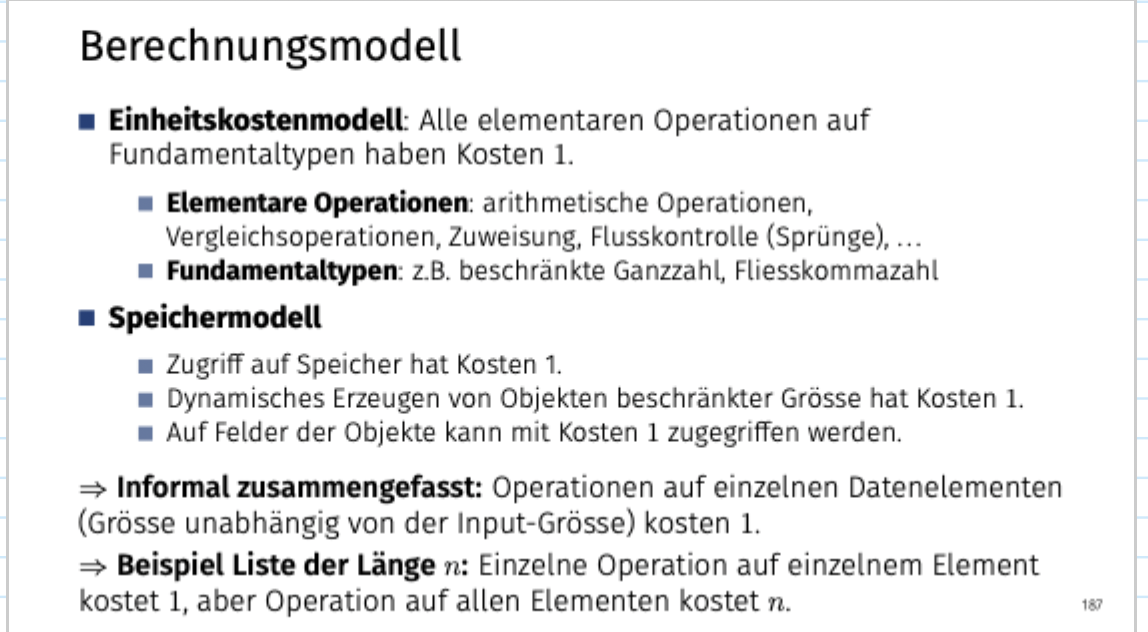 Berechnungsmodell
■ Einheitskostenmodell: Alle elementaren Operationen auf
Fundamentaltypen haben Kosten 1.
■ Elementare Operationen: arithmetische Operationen,
Vergleichsoperationen, Zuweisung, Flusskontrolle (Sprünge), …
■ Fundamentaltypen: z.B. beschränkte Ganzzahl, Fliesskommazahl
■ Speichermodell
■ Zugriff auf Speicher hat Kosten 1.
■ Dynamisches Erzeugen von Objekten beschränkter Grösse hat Kosten 1.
■ Auf Felder der Objekte kann mit Kosten 1 zugegriffen werden.
⇒ Informal zusammengefasst: Operationen auf einzelnen Datenelementen
(Grösse unabhängig von der Input-Grösse) kosten 1.
⇒ Beispiel Liste der Länge n: Einzelne Operation auf einzelnem Element
kostet 1, aber Operation auf allen Elementen kostet n.
187